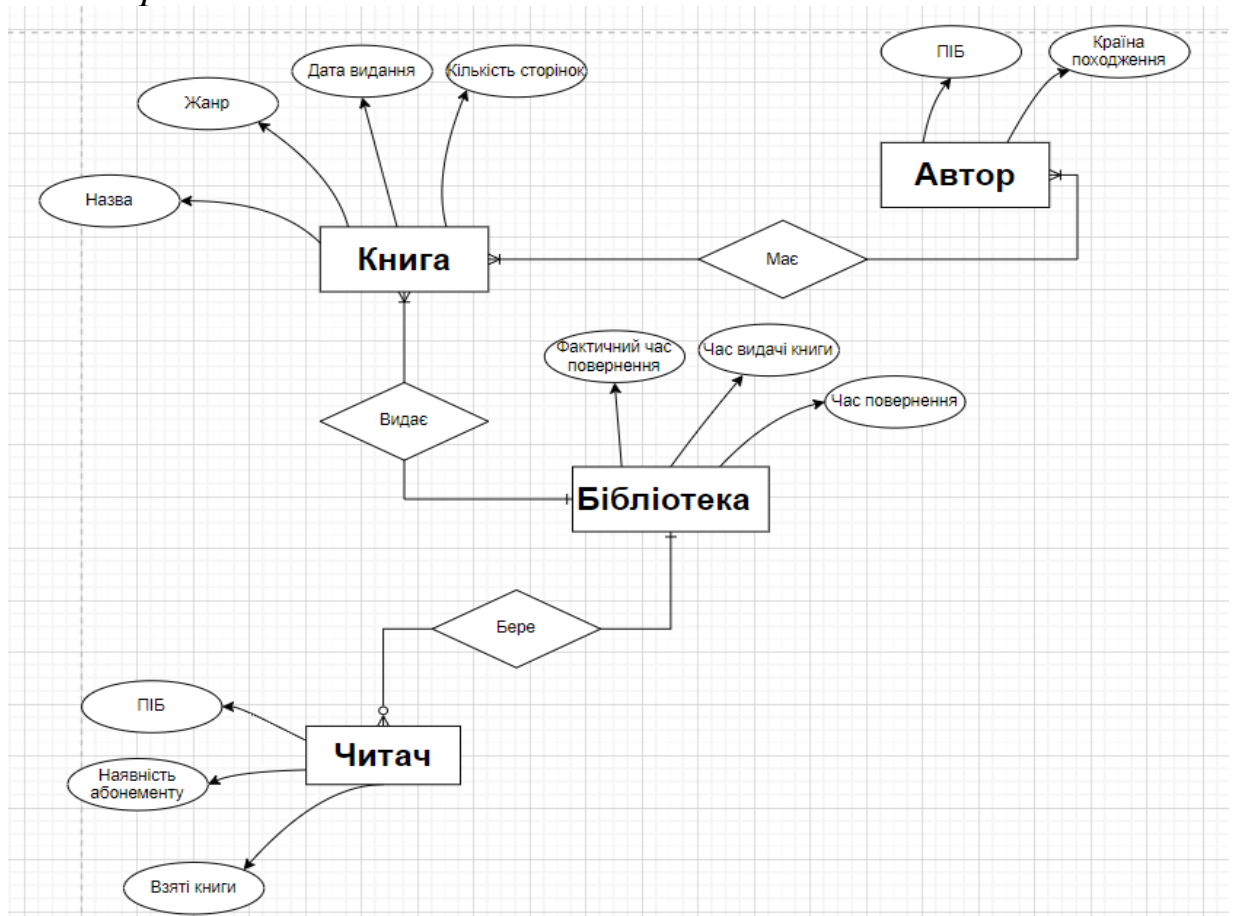 ПІБ
Країна
походження
Дата видання
Кількість сторінок
Жанр
Автор
Назва
Книга
Має
Фактичний час
повернення
Час видачі книги
Час повернення
Видає
Бібліотека
Бере
ПІБ
Читач
Наявність
абонементу
Взяті книги